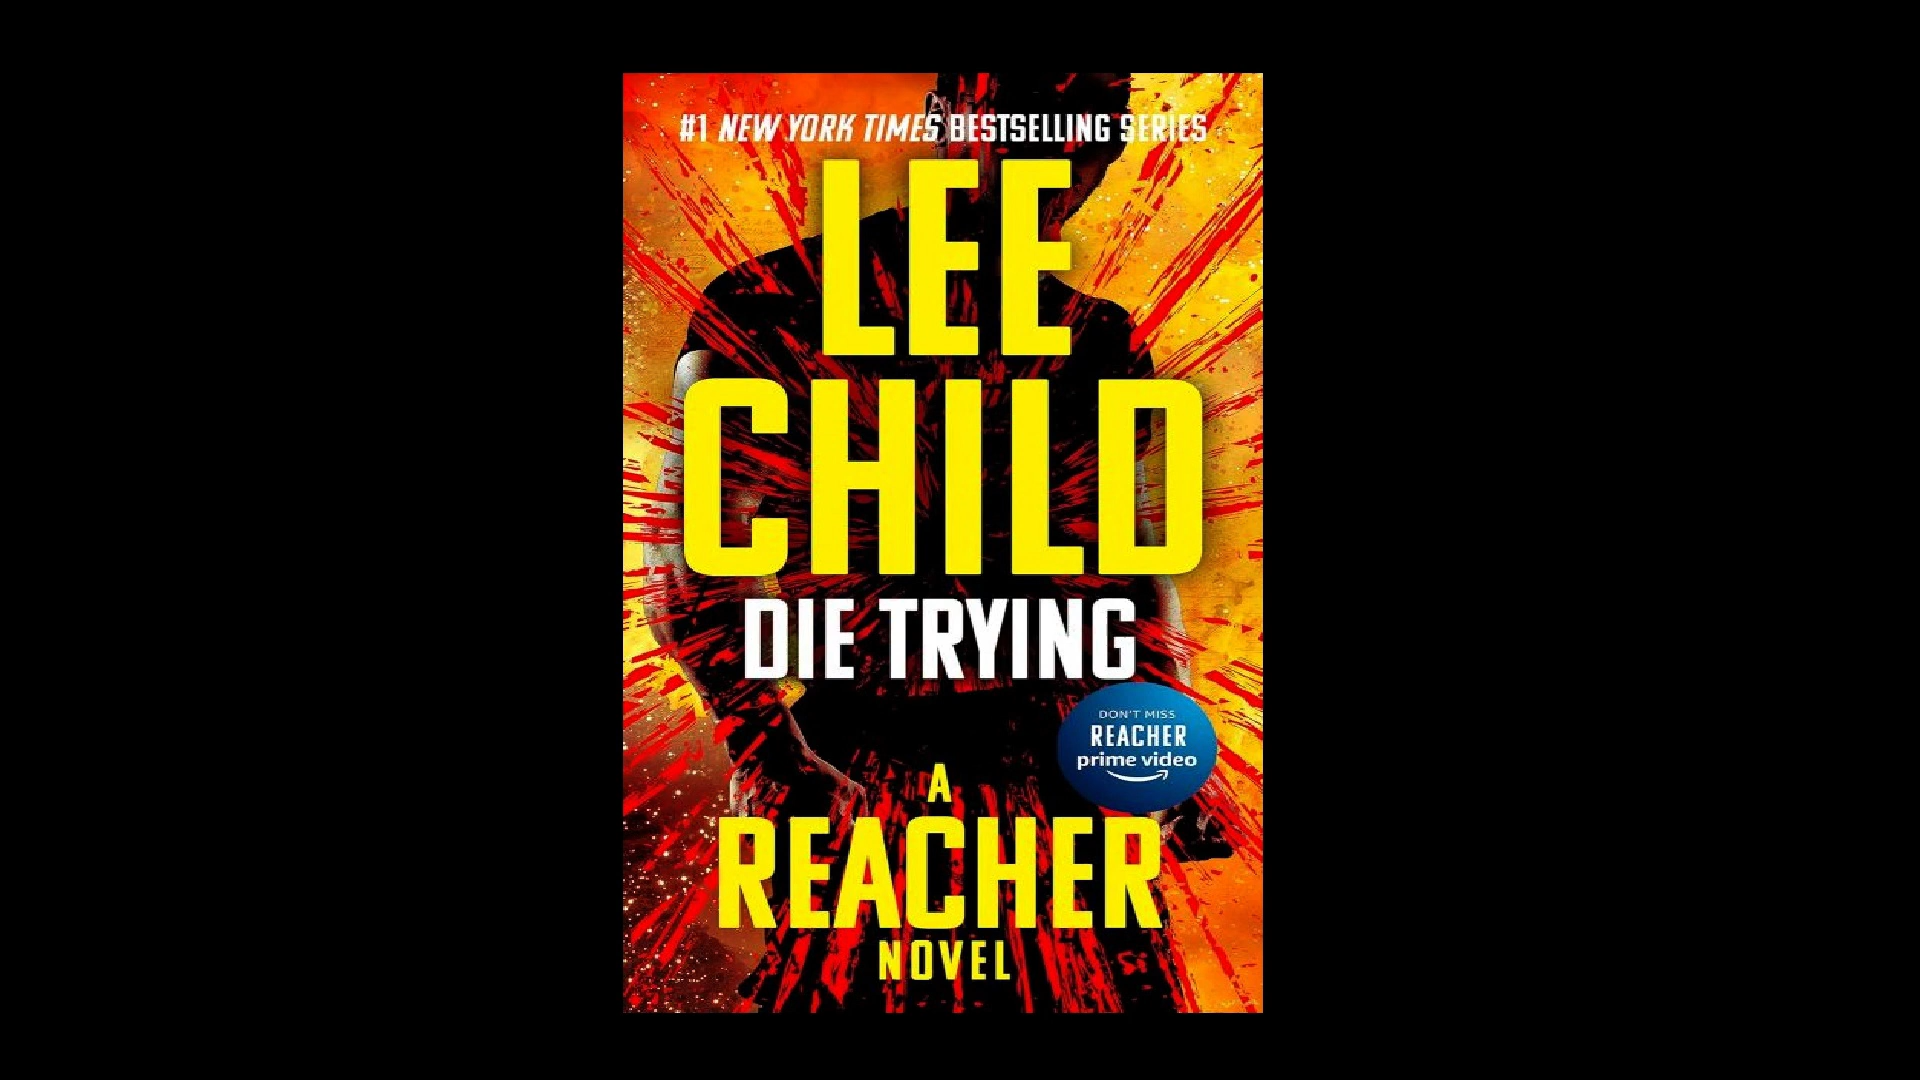 #1 NEW YORK TIMES BESTSELLING SERIES
LEE
CHILD
DIE TRYING
DON'T MISS
REACHER
prime video
A
REACHER
NOVEL